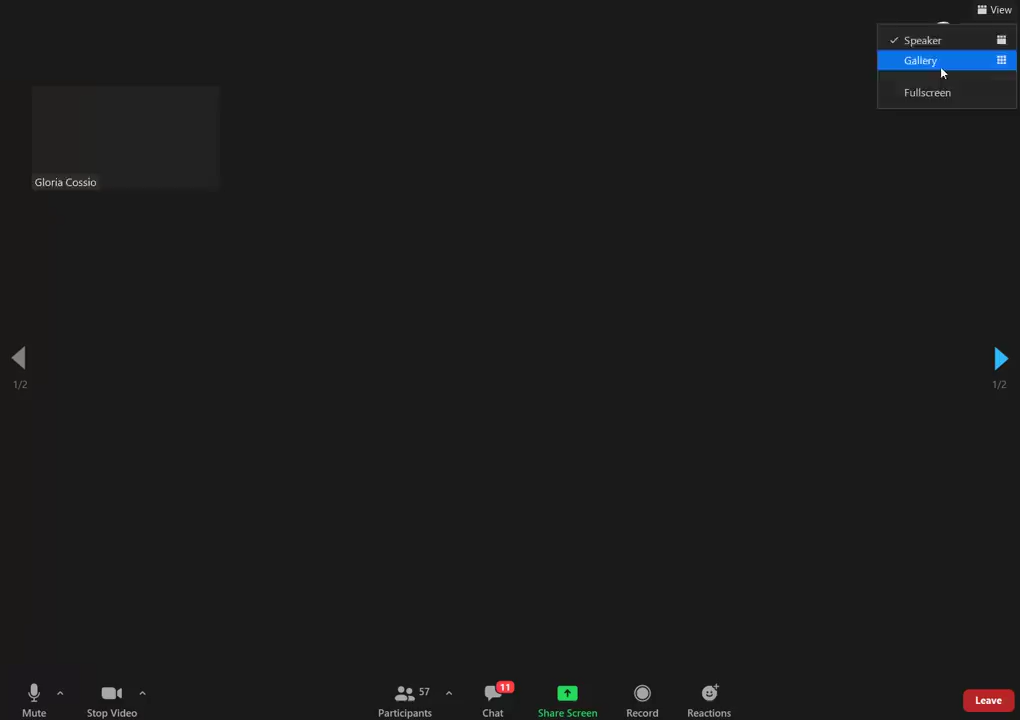 View
Speaker
Gallery
Fullscreen
Gloria Cossio
1/2
1/2
57
11
Mute
Stop Video
Participants
Chat
Share Screen
Record
Reactions
Leave